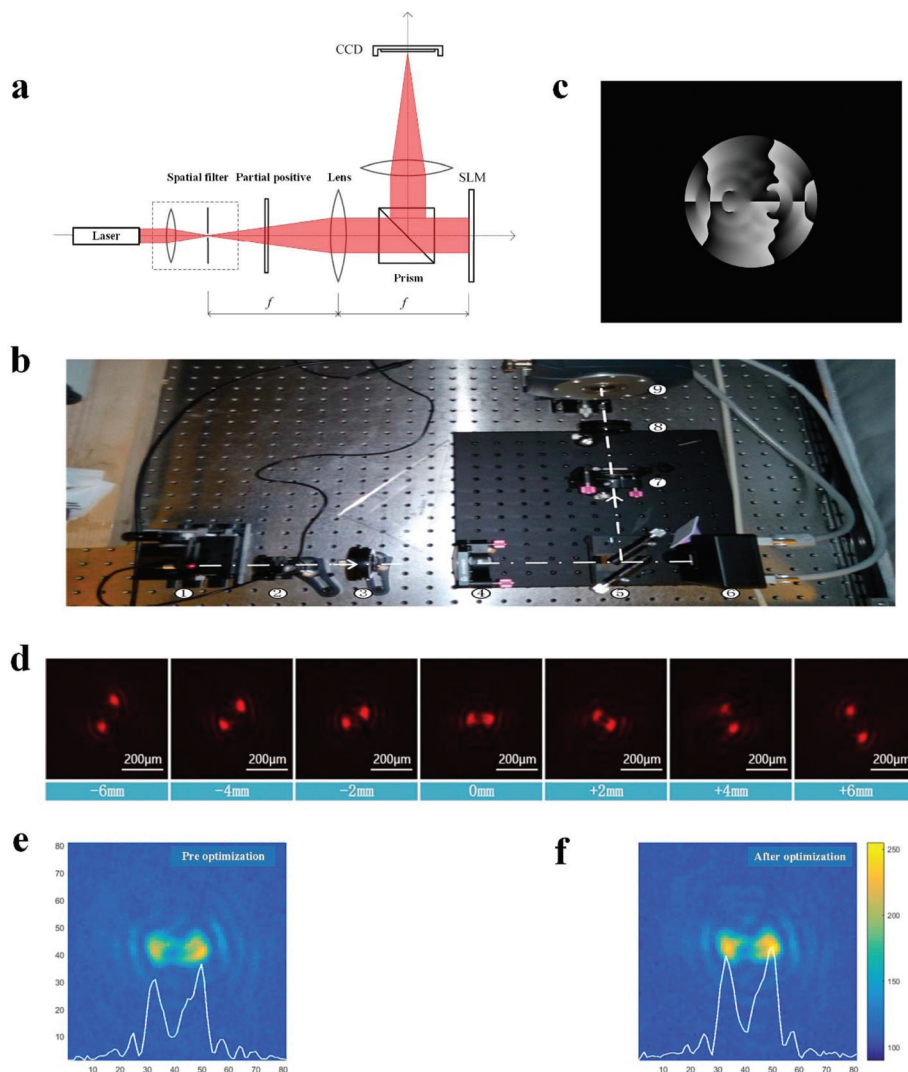 a
CCD
Spatial filter
Partial positive
Lens
SLM
Laser
Prism
f
f
c
b
9
8
7
1
2
3
4
5
6
d
200μm
200μm
200μm
200μm
200μm
200μm
200μm
-6mm
-4mm
-2mm
0mm
+2mm
+4mm
+6mm
e
Pre optimization
80
70
60
50
40
30
20
10
10 20 30 40 50 60 70 80
f
After optimization
250
200
150
100
10 20 30 40 50 60 70 80